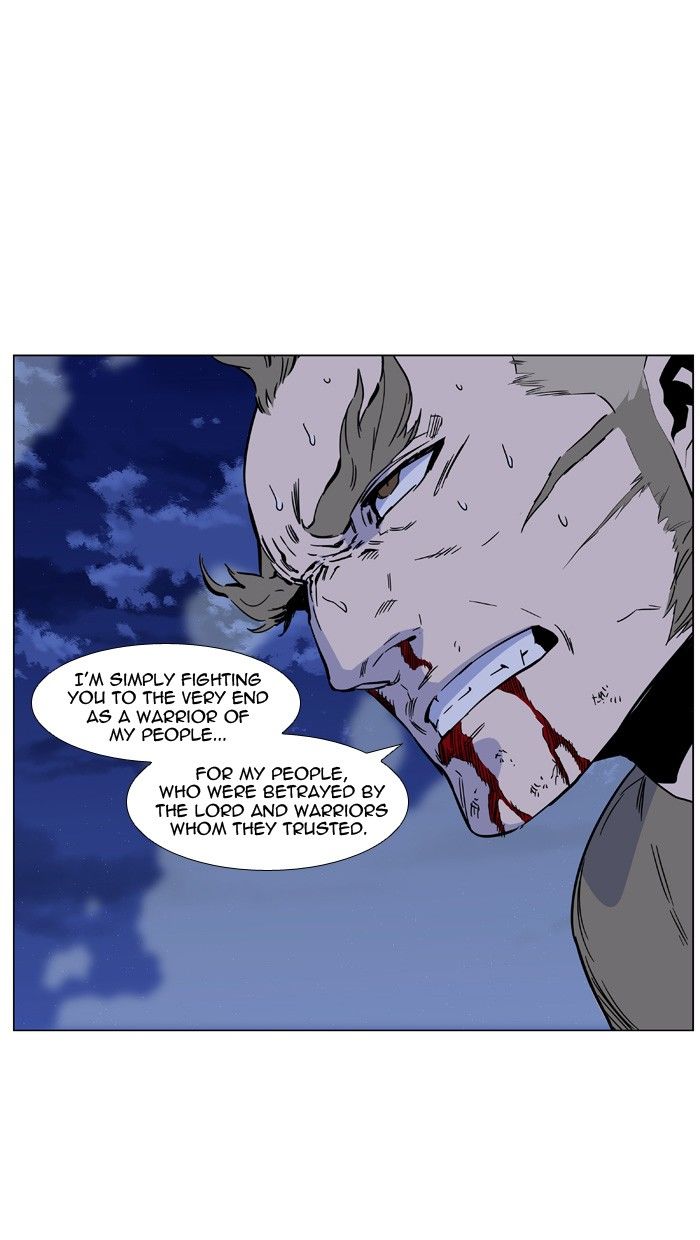 I'M SIMPLY FIGHTING
YOU TO THE VERY END
AS A WARRIOR OF
MY PEOPLE...
FOR MY PEOPLE,
WHO WERE BETRAYED BY
THE LORD AND WARRIORS
WHOM THEY TRUSTED.